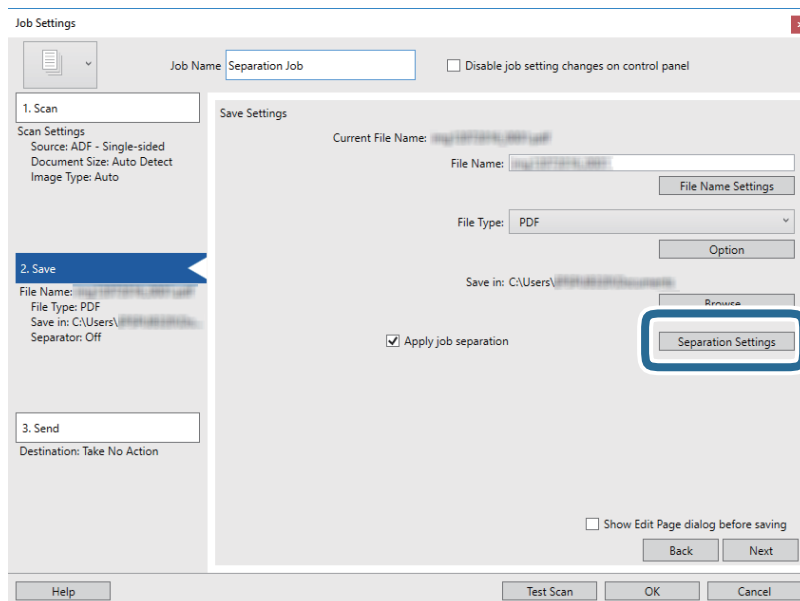 Job Settings
Job Name Separation Job
Disable job setting changes on control panel
1. Scan
Scan Settings
Source: ADF - Single-sided
Document Size: Auto Detect
Image Type: Auto
2. Save
File Name:
File Type: PDF
Save in: C:\Users\
Separator: Off
3. Send
Destination: Take No Action
Save Settings
Current File Name:
File Name:
File Name Settings
File Type: PDF
Option
Save in: C:\Users\
Browse
Apply job separation
Separation Settings
Show Edit Page dialog before saving
Back Next
Help Test Scan OK Cancel